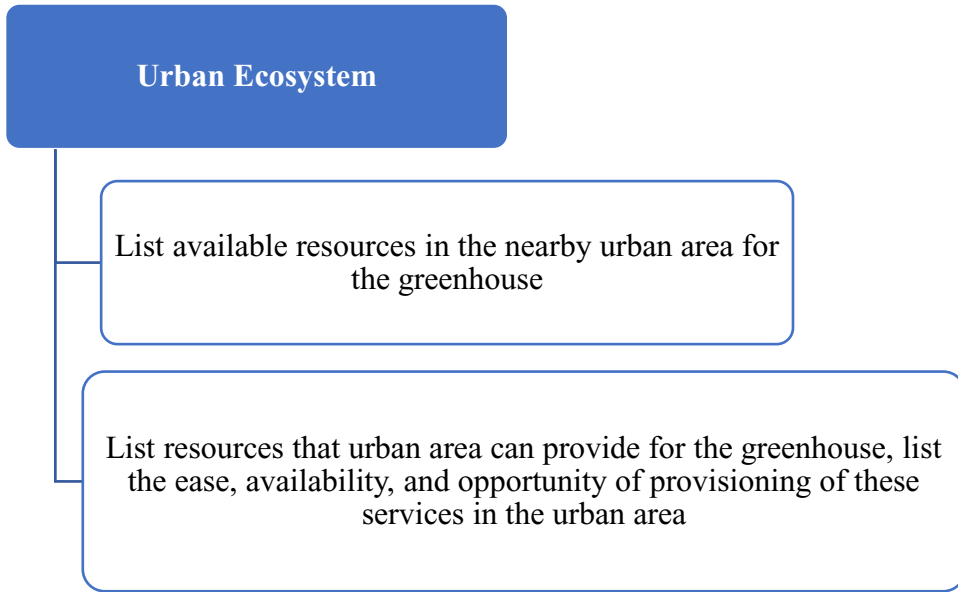 Urban Ecosystem
List available resources in the nearby urban area for
the greenhouse
List resources that urban area can provide for the greenhouse, list
the ease, availability, and opportunity of provisioning of these
services in the urban area